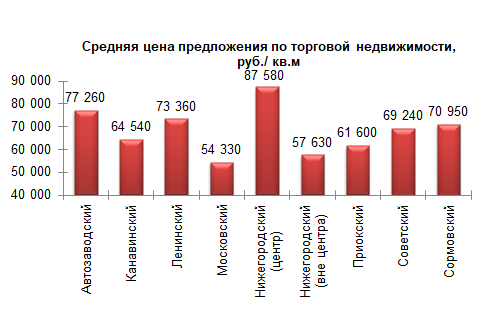 Средняя цена предложения по торговой недвижимости,
руб./ кв.м
90 000
80 000
70 000
60 000
50 000
40 000
77 260
64 540
73 360
54 330
87 580
57 630
61 600
69 240
70 950
Автозаводский
Канавинский
Ленинский
Московский
Нижегородский
(центр)
Нижегородский
(вне центра)
Приокский
Советский
Сормовский